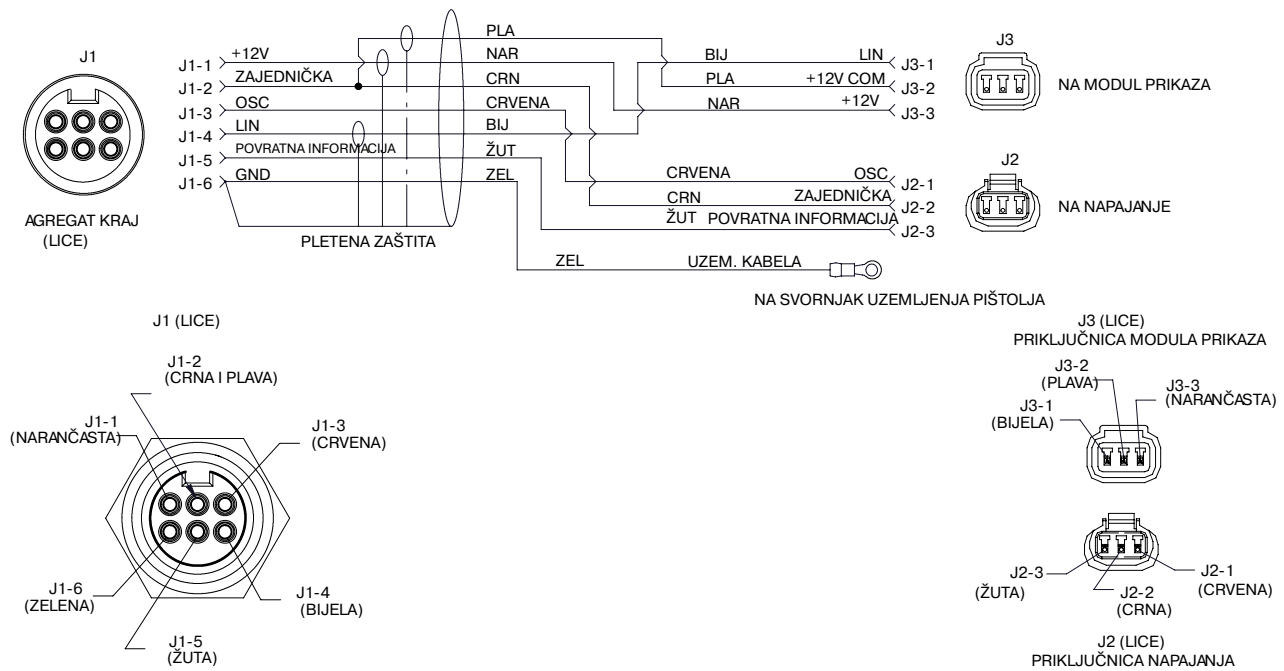 J1
J1-1
+12V
J1-2
ZAJEDNIČKA
J1-3
OSC
J1-4
LIN
J1-5
POVRATNA INFORMACIJA
J1-6
GND
AGREGAT KRAJ
(LICE)
PLETENA ZAŠTITA
PLA
NAR
CRN
CRVENA
BIJ
ŽUT
ZEL
BIJ
LIN
J3-1
PLA
+12V COM
J3-2
NAR
+12V
J3-3
J3
NA MODUL PRIKAZA
CRVENA
OSC
J2-1
CRN
ZAJEDNIČKA
J2-2
ŽUT
POVRATNA INFORMACIJA
J2-3
J2
NA NAPAJANJE
ZEL
UZEM. KABELA
NA SVORNJAK UZEMLJENJA PIŠTOLJA
J1 (LICE)
J1-2
(CRNA I PLAVA)
J1-1
(NARANČASTA)
J1-3
(CRVENA)
J1-6
(ZELENA)
J1-4
(BIJELA)
J1-5
(ŽUTA)
J3 (LICE)
PRIKLJUČNICA MODULA PRIKAZA
J3-2
(PLAVA)
J3-3
(NARANČASTA)
J3-1
(BIJELA)
J2-3
(ŽUTA)
J2-2
(CRNA)
J2-1
(CRVENA)
J2 (LICE)
PRIKLJUČNICA NAPAJANJA